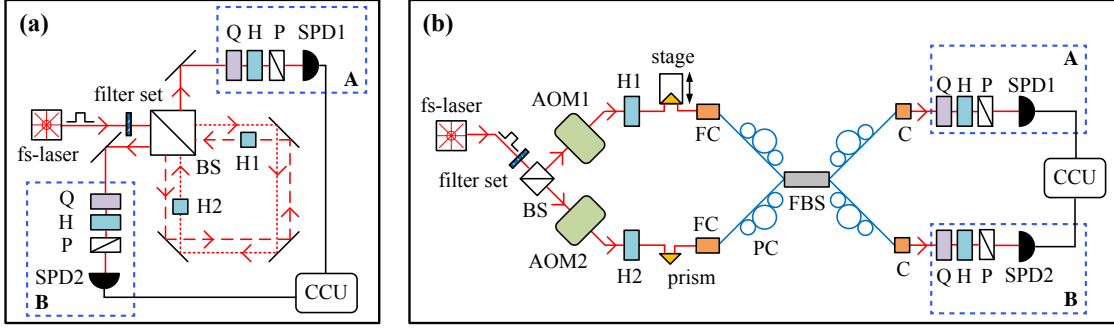 (a)
Q H P SPD1
A
filter set
fs-laser
BS
H1
H2
Q
H
P
SPD2
B
CCU
(b)
stage
H1
AOM1
FC
fs-laser
filter set
BS
AOM2
H2
prism
FC
PC
FBS
C
Q H P SPD1
A
CCU
C
Q H P SPD2
B